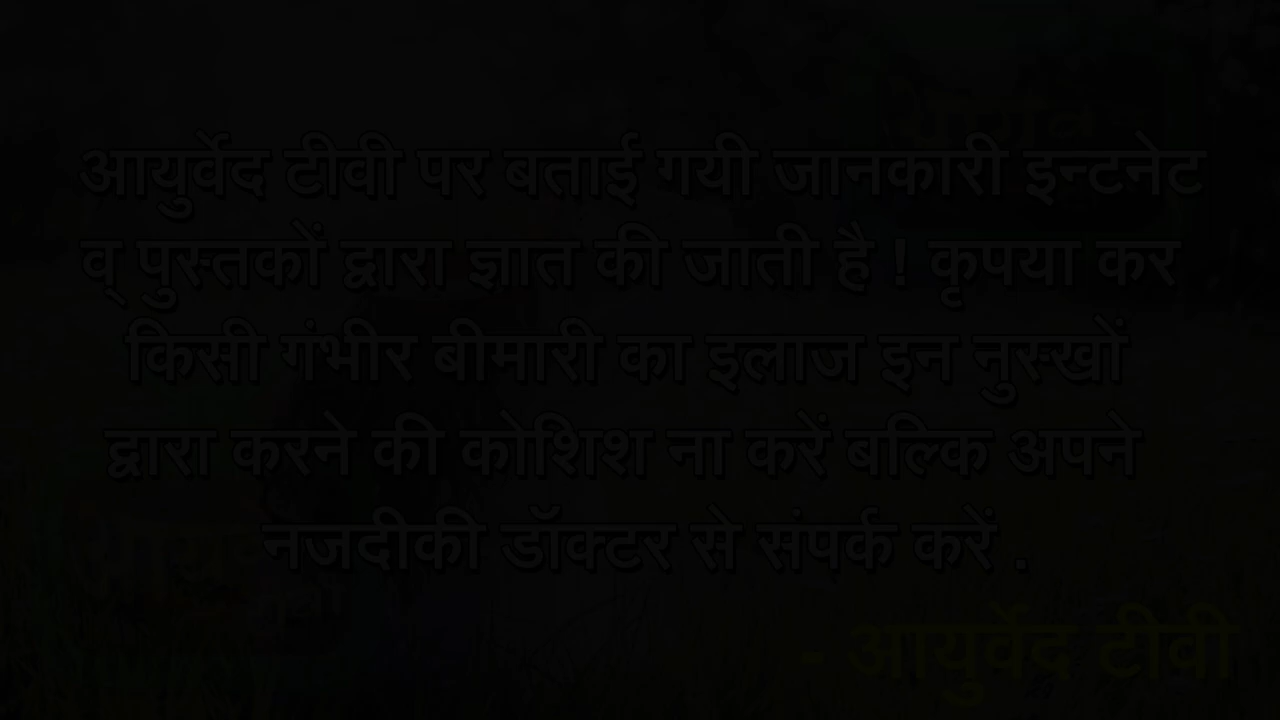 आयुर्वेद टीवी पर बताई गयी जानकारी इन्टनेट
व् पुस्तकों द्वारा ज्ञात की जाती है ! कृपया कर
किसी गंभीर बीमारी का इलाज इन नुस्खों
द्वारा करने की कोशिश ना करें बल्कि अपने
नजदीकी डॉक्टर से संपर्क करें .
- आयुर्वेद टीवी